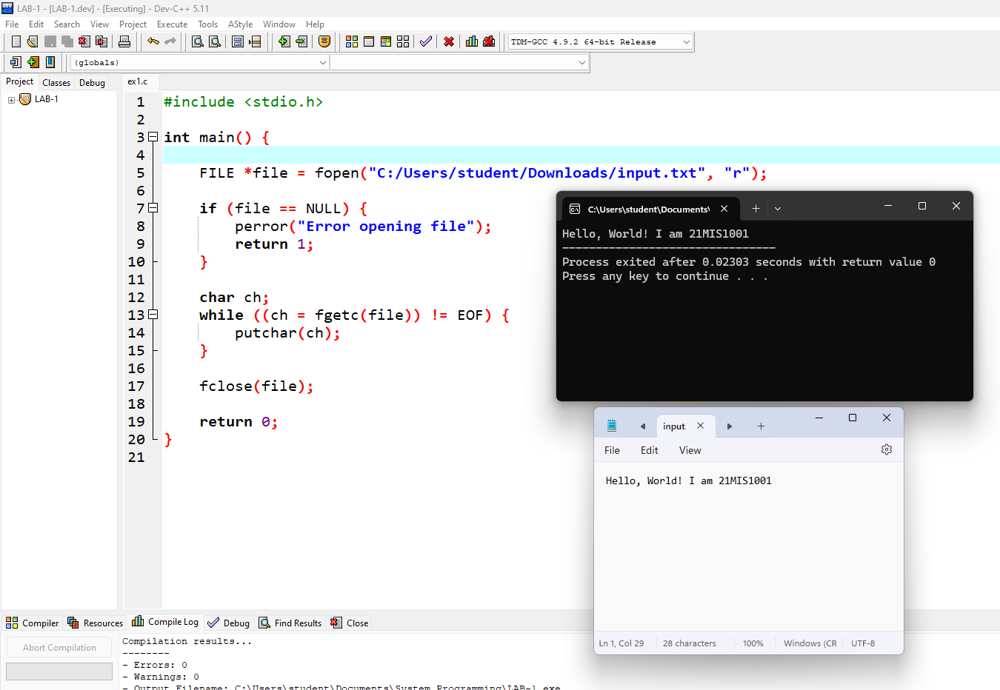 LAB-1 - [LAB-1.dev] - [Executing] - Dev-C++ 5.11
File Edit Search View Project Execute Tools AStyle Window Help
TDM-GCC 4.9.2 64-bit Release
(globals)
Project Classes Debug
ex1.c
LAB-1
1 #include <stdio.h>
2
3 int main() {
4
5 FILE *file = fopen("C:/Users/student/Downloads/input.txt", "r");
6
7 if (file == NULL) {
8 perror("Error opening file");
9 return 1;
10 }
11
12 char ch;
13 while ((ch = fgetc(file)) != EOF) {
14 putchar(ch);
15 }
16
17 fclose(file);
18
19 return 0;
20 }
21
C:\Users\student\Documents\
Hello, World! I am 21MIS1001
--------------------------------
Process exited after 0.02303 seconds with return value 0
Press any key to continue . . .
input.
File Edit View
Hello, World! I am 21MIS1001
Ln 1, Col 29 28 characters 100% Windows (CR UTF-8
Compiler Resources Compile Log Debug Find Results Close
Abort Compilation
Compilation results...
--------
- Errors: 0
- Warnings: 0
- Output Filename: C:\Users\student\Documents\System Programming\LAB-1.exe